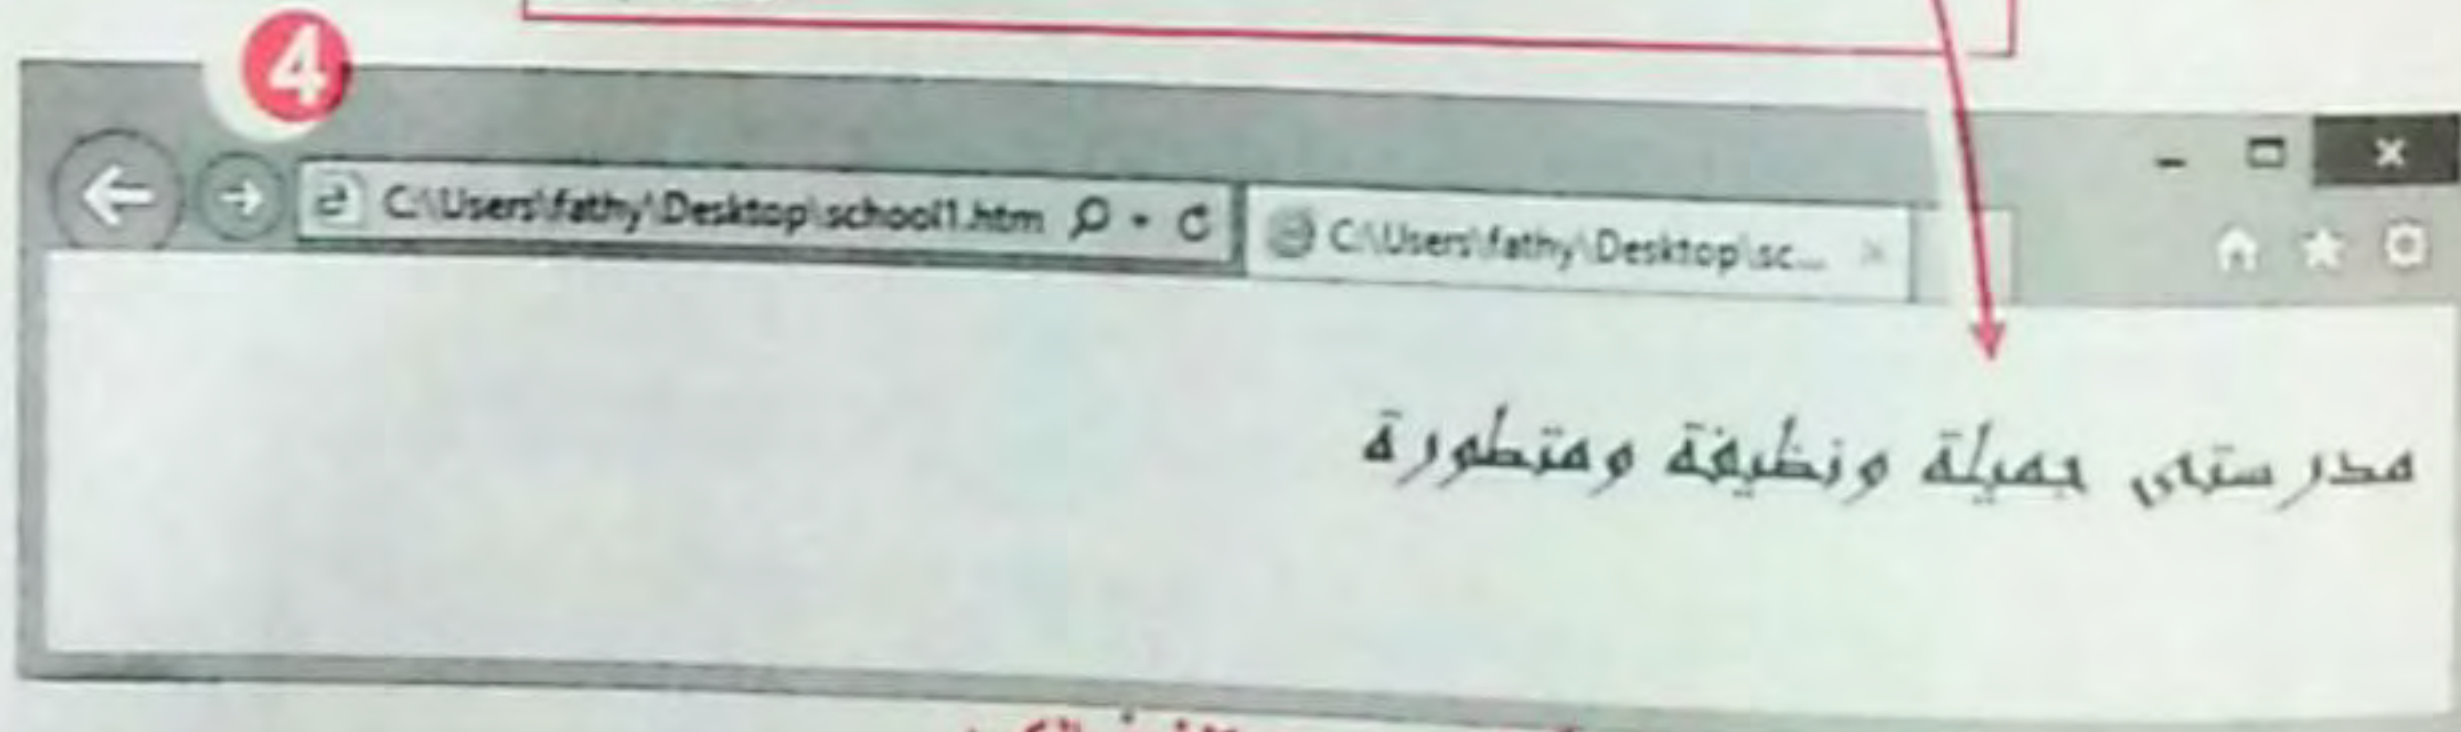 4
C:\Users\fathy\Desktop\school1.htm
C:\Users\fathy\Desktop\sc...
مدرستى جميلة ونظيفة ومتطورة